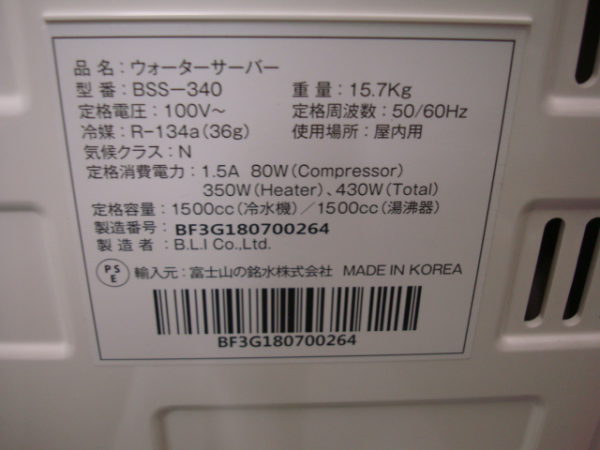 品名：ウォーターサーバー
型番：BSS-340 重量：15.7Kg
定格電圧：100V～ 定格周波数：50/60Hz
冷媒：R-134a(36g) 使用場所：屋内用
気候クラス：N
定格消費電力：1.5A 80W(Compressor)
350W(Heater)、430W(Total)
定格容量：1500cc(冷水機)／1500cc(湯沸器)
製造番号：BF3G180700264
製造者：B.L.I Co.,Ltd.
PSE 輸入元：富士山の銘水株式会社 MADE IN KOREA
BF3G180700264